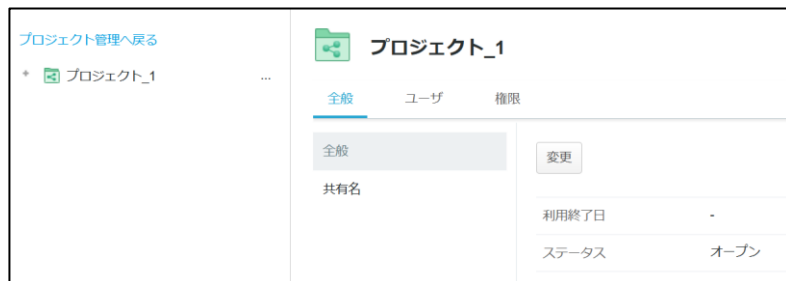 プロジェクト管理へ戻る
プロジェクト_1 ...
プロジェクト_1
全般 ユーザ 権限
全般
共有名
変更
利用終了日 -
ステータス オープン